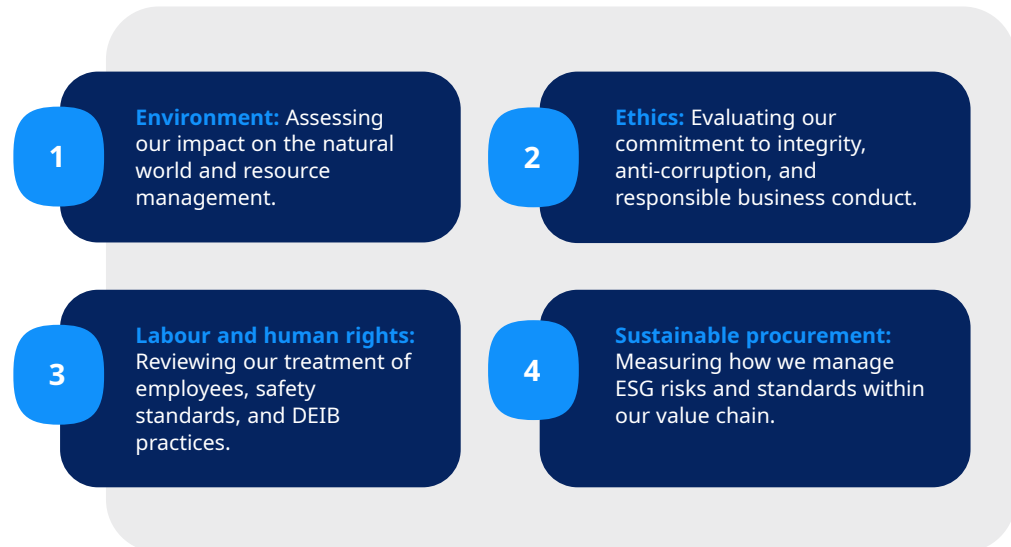 1
Environment: Assessing
our impact on the natural
world and resource
management.
2
Ethics: Evaluating our
commitment to integrity,
anti-corruption, and
responsible business conduct.
3
Labour and human rights:
Reviewing our treatment of
employees, safety
standards, and DEIB
practices.
4
Sustainable procurement:
Measuring how we manage
ESG risks and standards within
our value chain.